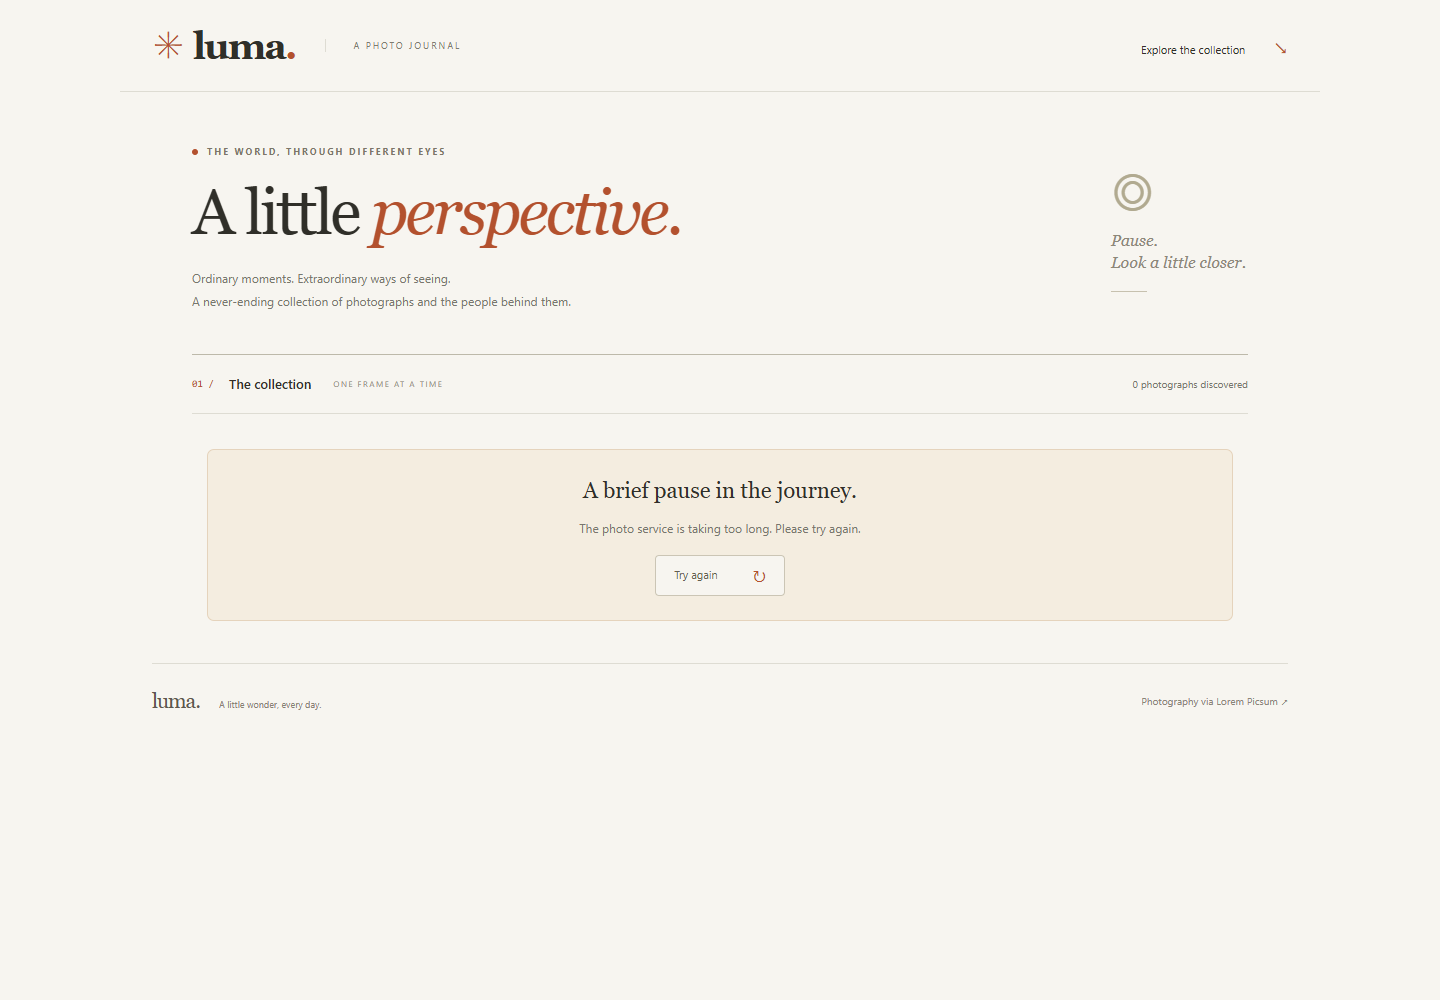 luma.
A PHOTO JOURNAL
Explore the collection ↘
THE WORLD, THROUGH DIFFERENT EYES
A little perspective.
Ordinary moments. Extraordinary ways of seeing.
A never-ending collection of photographs and the people behind them.
Pause.
Look a little closer.
01 / The collection ONE FRAME AT A TIME
0 photographs discovered
A brief pause in the journey.
The photo service is taking too long. Please try again.
Try again ↻
luma. A little wonder, every day.
Photography via Lorem Picsum ↗